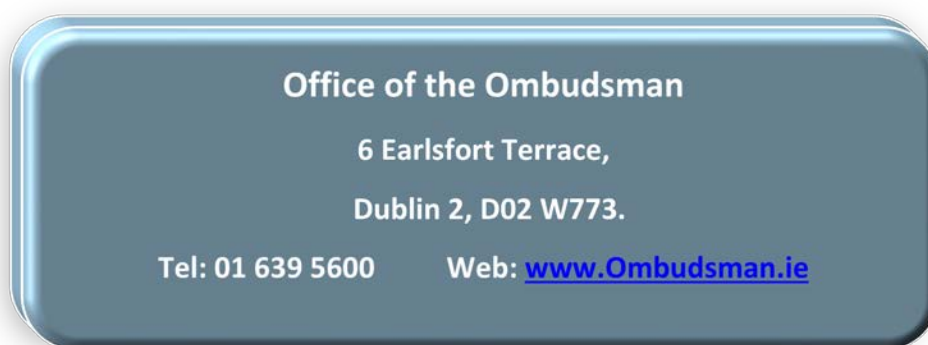 Office of the Ombudsman
6 Earlsfort Terrace,
Dublin 2, D02 W773.
Tel: 01 639 5600 Web: www.Ombudsman.ie